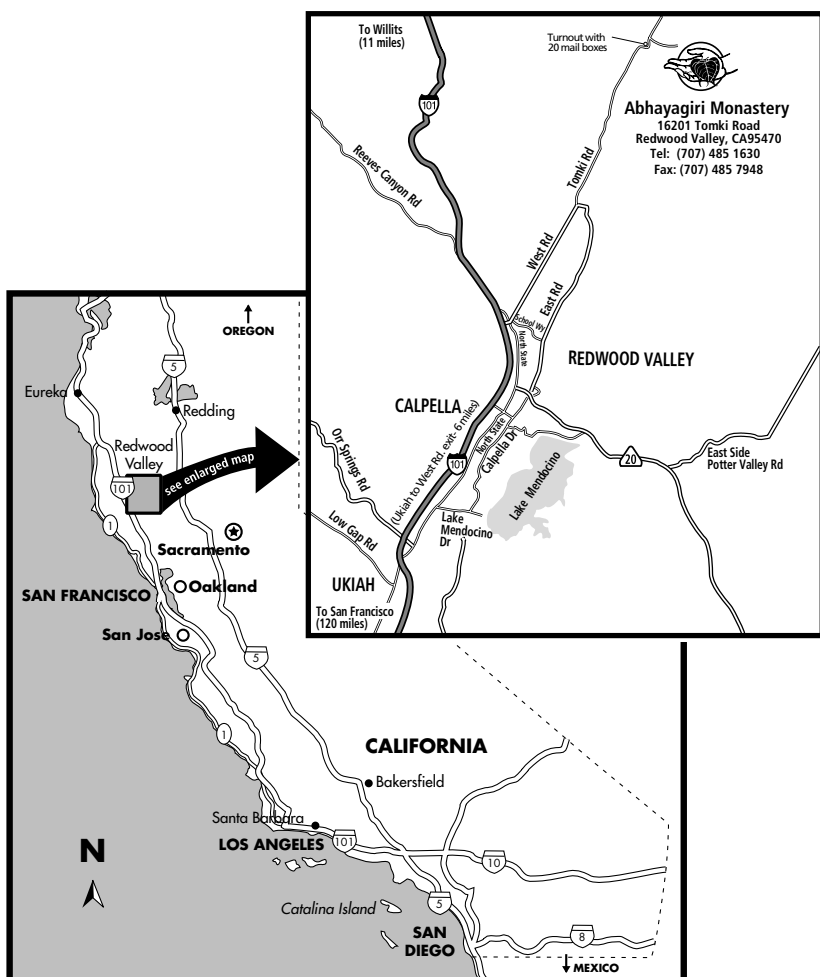 To Willits
(11 miles)
Turnout with
20 mail boxes
101
Abhayagiri Monastery
16201 Tomki Road
Redwood Valley, CA95470
Tel: (707) 485 1630
Fax: (707) 485 7948
Reeves Canyon Rd
Tomki Rd
West Rd
East Rd
School Wy
North State
REDWOOD VALLEY
CALPELLA
(Ukiah to West Rd. exit- 6 miles)
North State
Calpella Dr
101
20
East Side
Potter Valley Rd
Orr Springs Rd
Lake Mendocino
Low Gap Rd
Lake
Mendocino
Dr
UKIAH
To San Francisco
(120 miles)
OREGON
5
Eureka
Redding
Redwood
Valley
see enlarged map
101
1
Sacramento
Oakland
SAN FRANCISCO
San Jose
5
1
CALIFORNIA
Bakersfield
Santa Barbara
LOS ANGELES
101
10
N
Catalina Island
5
SAN
DIEGO
8
MEXICO